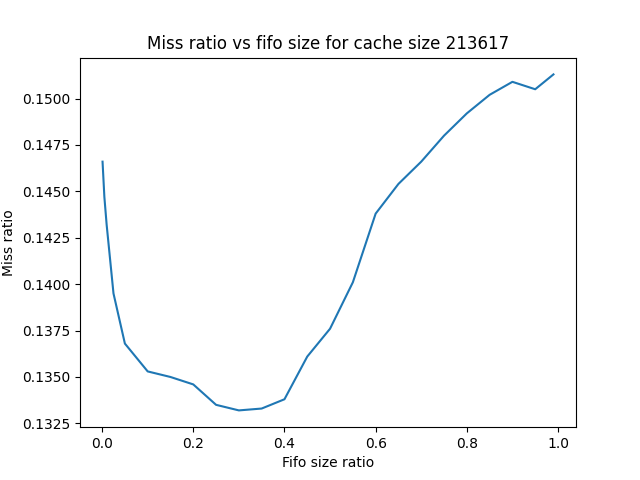 Miss ratio vs fifo size for cache size 213617
0.1500
0.1475
0.1450
0.1425
0.1400
0.1375
0.1350
0.1325
Miss ratio
0.0 0.2 0.4 0.6 0.8 1.0
Fifo size ratio